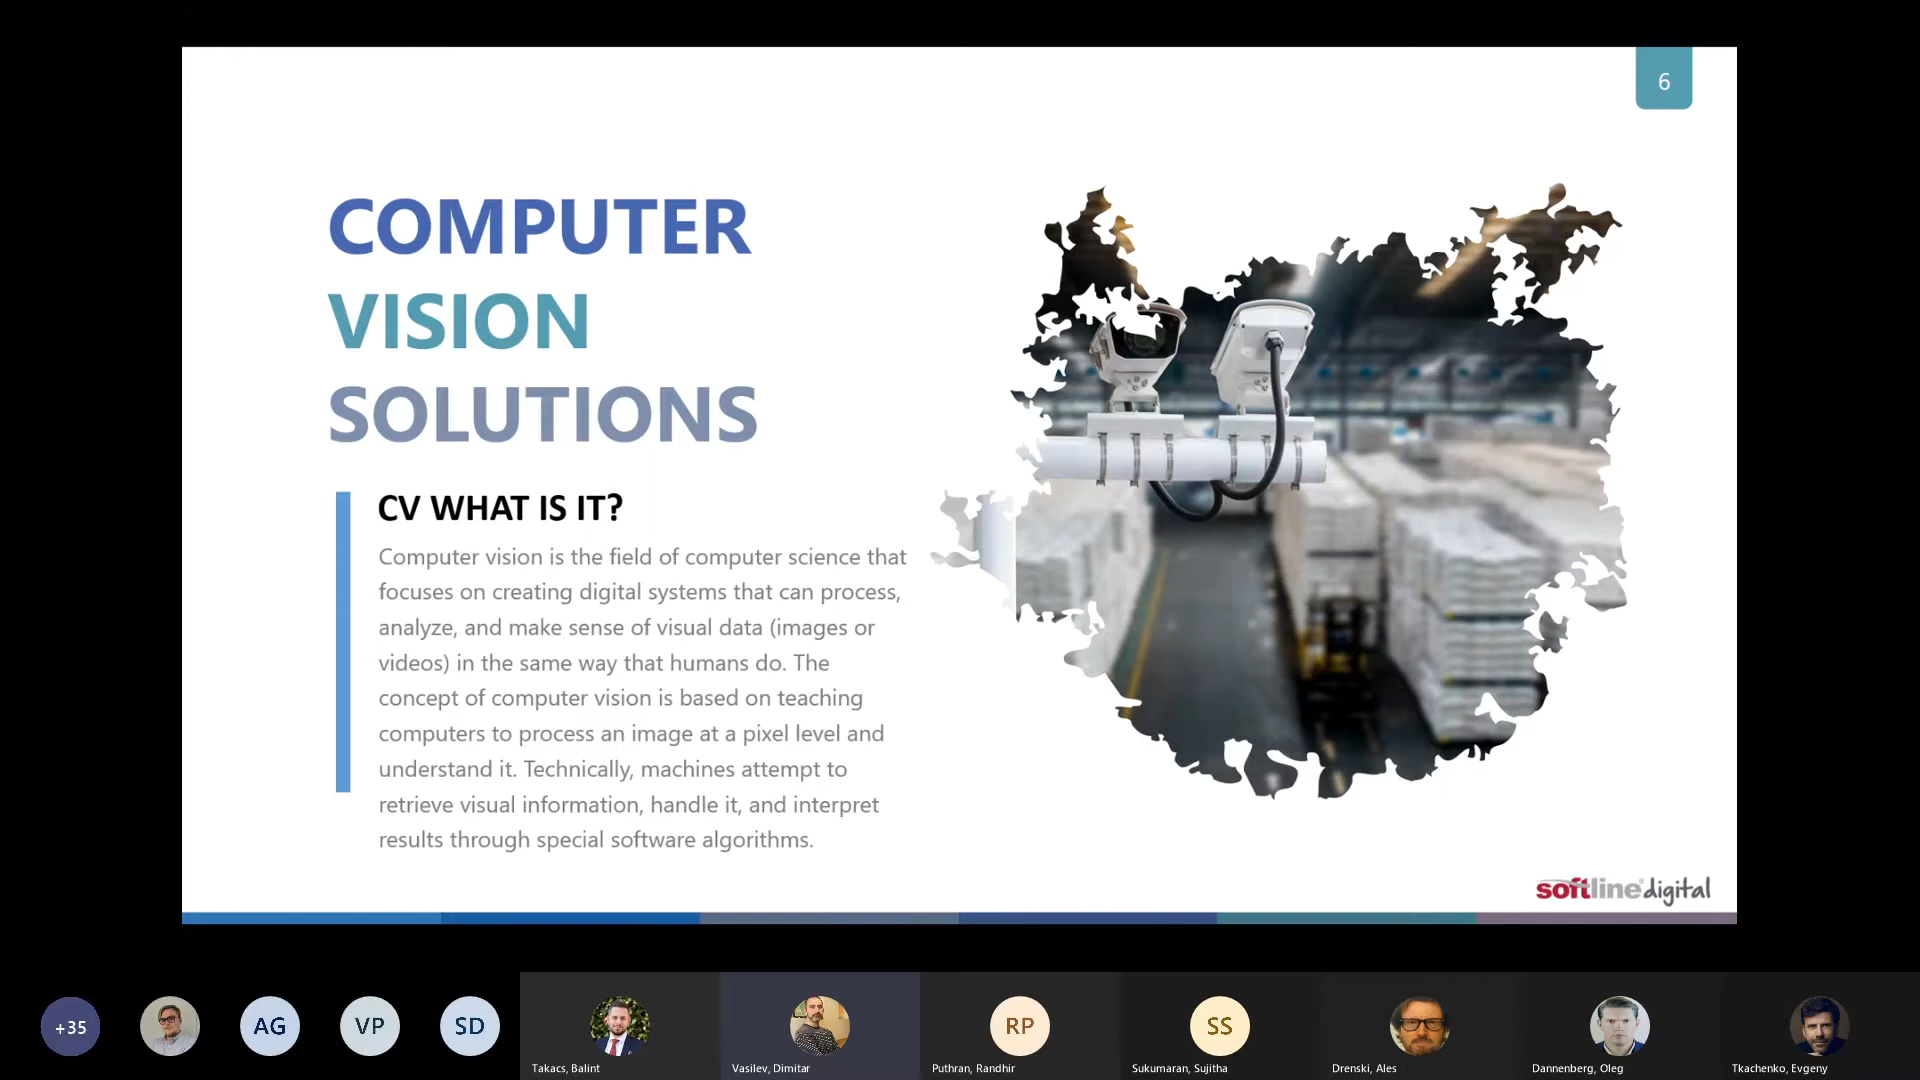 6
COMPUTER
VISION
SOLUTIONS
CV WHAT IS IT?
Computer vision is the field of computer science that
focuses on creating digital systems that can process,
analyze, and make sense of visual data (images or
videos) in the same way that humans do. The
concept of computer vision is based on teaching
computers to process an image at a pixel level and
understand it. Technically, machines attempt to
retrieve visual information, handle it, and interpret
results through special software algorithms.
softline® digital
+35
AG
VP
SD
RP
SS
Takacs, Balint
Vasilev, Dimitar
Puthran, Randhir
Sukumaran, Sujitha
Drenski, Ales
Dannenberg, Oleg
Tkachenko, Evgeny